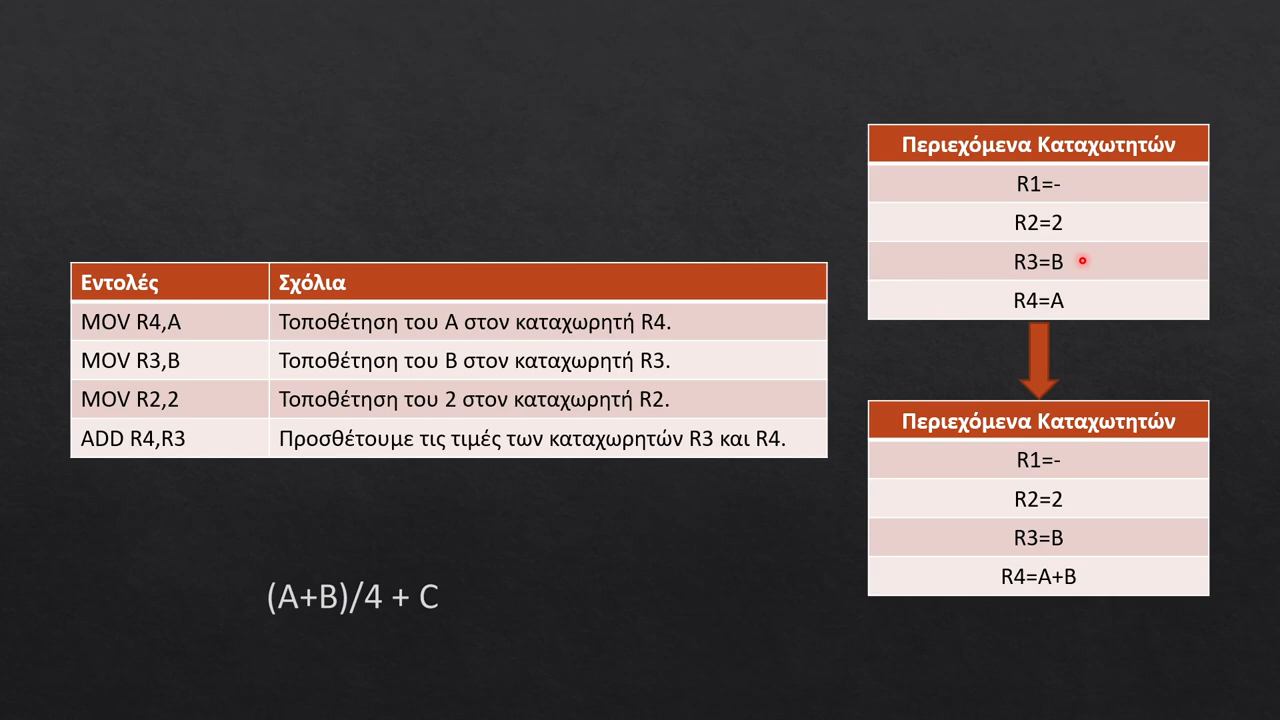 Περιεχόμενα Καταχωτητών
R1=-
R2=2
R3=B
R4=A
Εντολές Σχόλια
MOV R4,A Τοποθέτηση του Α στον καταχωρητή R4.
MOV R3,B Τοποθέτηση του Β στον καταχωρητή R3.
MOV R2,2 Τοποθέτηση του 2 στον καταχωρητή R2.
ADD R4,R3 Προσθέτουμε τις τιμές των καταχωρητών R3 και R4.
Περιεχόμενα Καταχωτητών
R1=-
R2=2
R3=B
R4=A+B
(A+B)/4 + C